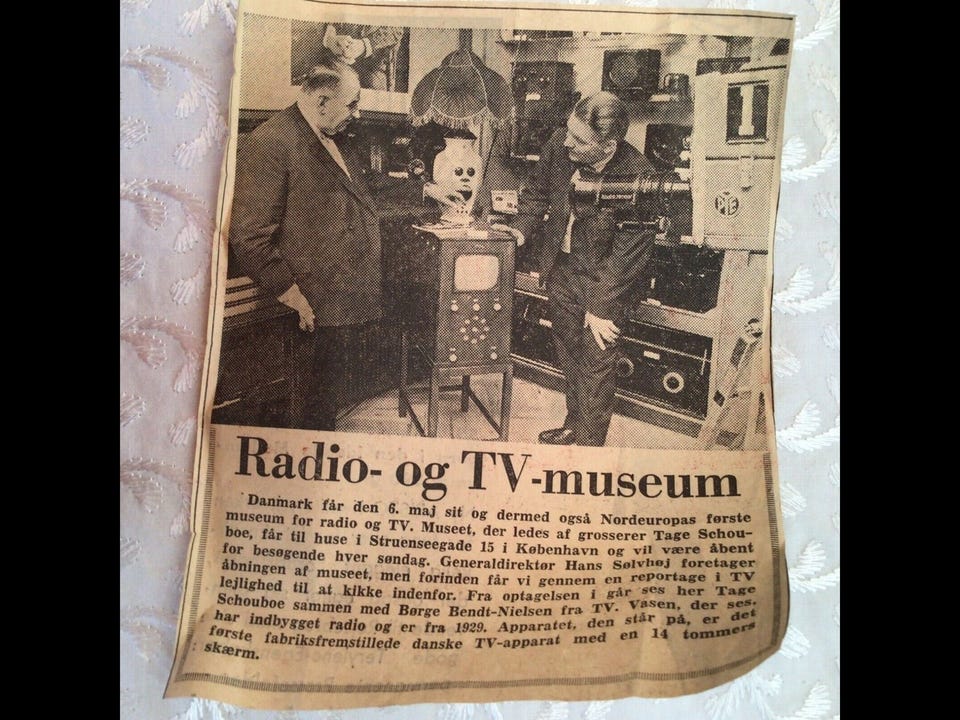 1
PYE
Radio- og TV-museum
Danmark får den 6. maj sit og dermed også Nordeuropas første
museum for radio og TV. Museet, der ledes af grosserer Tage Schou-
boe, får til huse i Struenseegade 15 i København og vil være åbent
for besøgende hver søndag. Generaldirektør Hans Sølvhøj foretager
åbningen af museet, men forinden får vi gennem en reportage i TV
lejlighed til at kikke indenfor. Fra optagelsen i går ses her Tage
Schouboe sammen med Børge Bendt-Nielsen fra TV. Vasen, der ses,
har indbygget radio og er fra 1929. Apparatet, den står på, er det
første fabriksfremstillede danske TV-apparat med en 14 tommers
skærm.